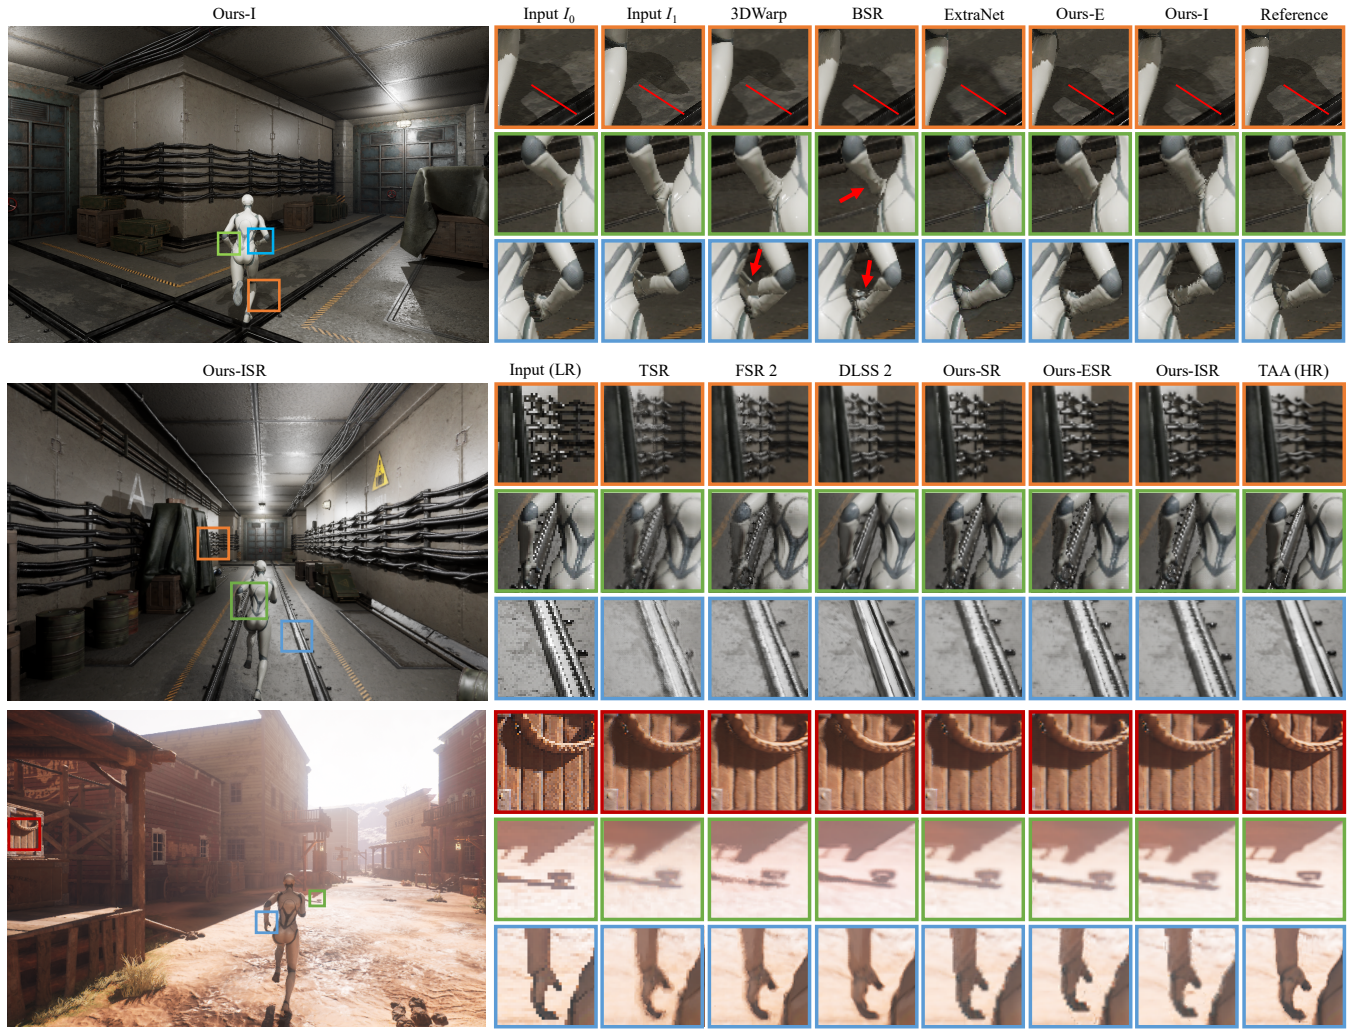 Ours-I Input I₀ Input I₁ 3DWarp BSR ExtraNet Ours-E Ours-I Reference
Ours-ISR Input (LR) TSR FSR 2 DLSS 2 Ours-SR Ours-ESR Ours-ISR TAA (HR)
A